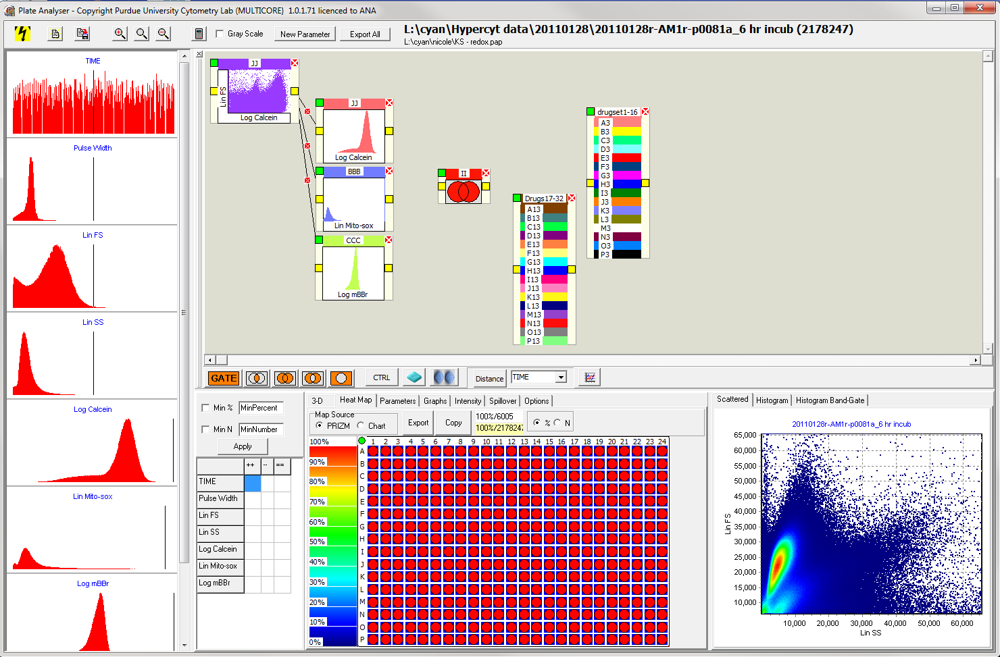 Plate Analyser - Copyright Purdue University Cytometry Lab (MULTICORE) 1.0.1.71 licenced to ANA
Gray Scale
New Parameter
Export All
L:\cyan\Hypercyt data\20110128\20110128r-AM1r-p0081a_6 hr incub (2178247)
L:\cyan\nicole\KS - redox.pap
TIME
Pulse Width
Lin FS
Lin SS
Log Calcein
Lin Mito-sox
Log mBBr
JJ
Lin FS
Log Calcein
JJ
Log Calcein
BBB
Lin Mito-sox
CCC
Log mBBr
II
Drugs17-32
A13
B13
C13
D13
E13
F13
G13
H13
I13
J13
K13
L13
M13
N13
O13
P13
drugset1-16
A3
B3
C3
D3
E3
F3
G3
H3
I3
J3
K3
L3
M3
N3
O3
P3
GATE
CTRL
Distance
TIME
Min %
MinPercent
Min N
MinNumber
Apply
++ -- ==
TIME
Pulse Width
Lin FS
Lin SS
Log Calcein
Lin Mito-sox
Log mBBr
3-D Heat Map Parameters Graphs Intensity Spillover Options
Map Source
PRIZM Chart
Export
Copy
100%/6005
100%/217824
% N
100%
90%
80%
70%
60%
50%
40%
30%
20%
10%
0%
1 2 3 4 5 6 7 8 9 10 11 12 13 14 15 16 17 18 19 20 21 22 23 24
A
B
C
D
E
F
G
H
I
J
K
L
M
N
O
P
Scattered Histogram Histogram Band-Gate
20110128r-AM1r-p0081a_6 hr incub
65,000
60,000
55,000
50,000
45,000
40,000
35,000
30,000
25,000
20,000
15,000
10,000
Lin FS
10,000 20,000 30,000 40,000 50,000 60,000
Lin SS